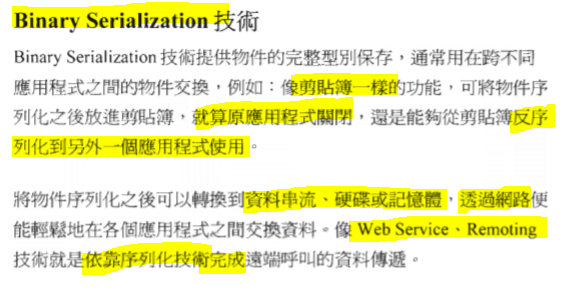 Binary Serialization 技術
Binary Serialization 技術提供物件的完整型別保存，通常用在跨不同
應用程式之間的物件交換，例如：像剪貼簿一樣的功能，可將物件序
列化之後放進剪貼簿，就算原應用程式關閉，還是能夠從剪貼簿反序
列化到另外一個應用程式使用。
將物件序列化之後可以轉換到資料串流、硬碟或記憶體，透過網路便
能輕鬆地在各個應用程式之間交換資料。像 Web Service、Remoting
技術就是依靠序列化技術完成遠端呼叫的資料傳遞。